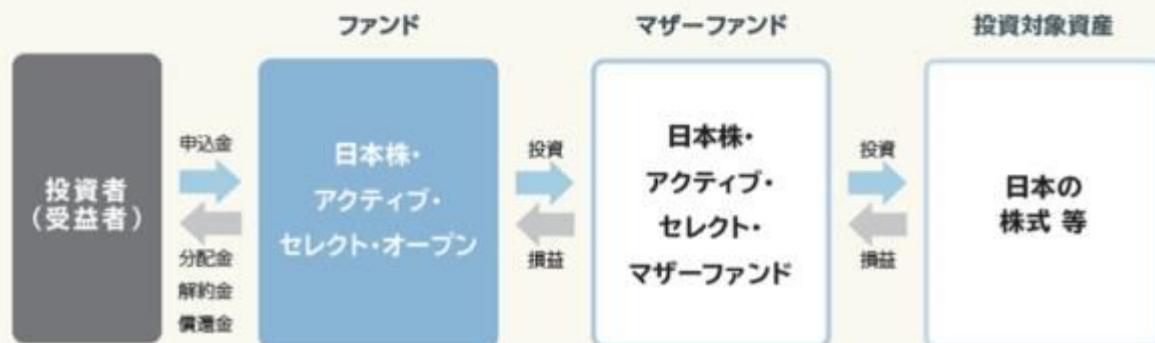 ファンド
マザーファンド
投資対象資産
投資者
(受益者)
申込金
分配金
解約金
償還金
日本株・
アクティブ・
セレクト・オープン
投資
損益
日本株・
アクティブ・
セレクト・
マザーファンド
投資
損益
日本の
株式 等